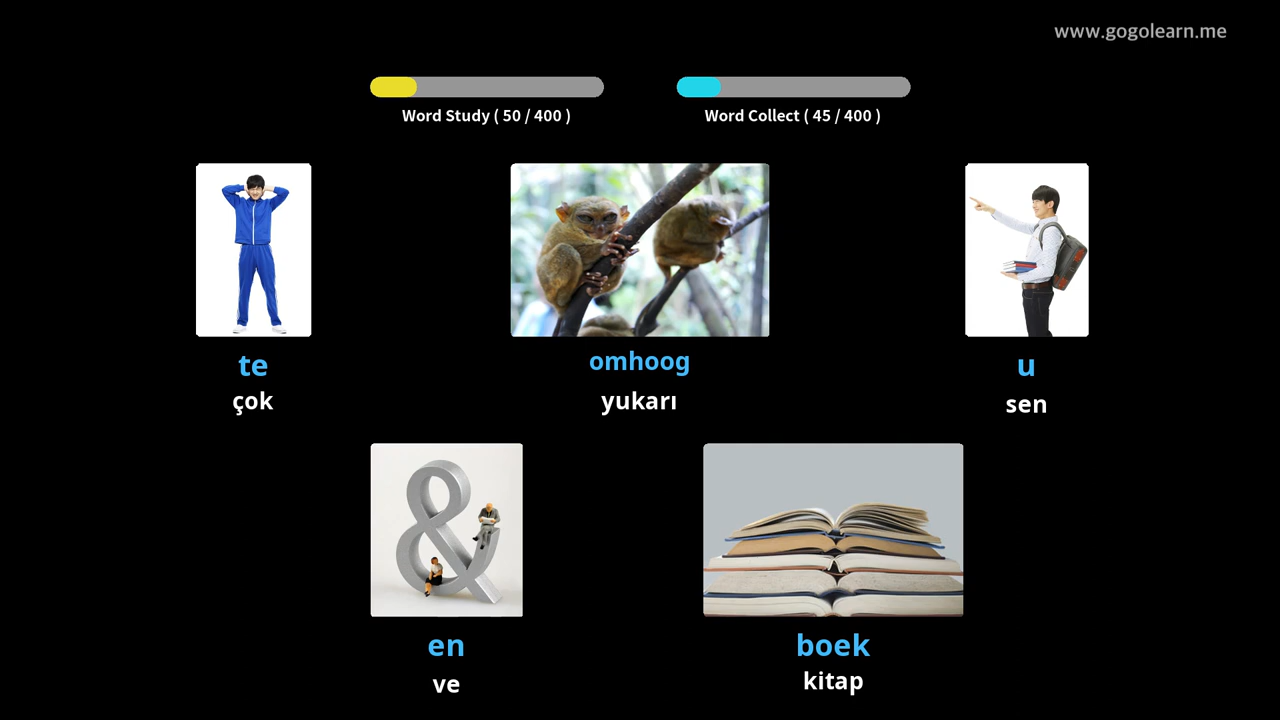 www.gogolearn.me
Word Study ( 50 / 400 )
Word Collect ( 45 / 400 )
te
çok
omhoog
yukarı
u
sen
en
ve
boek
kitap